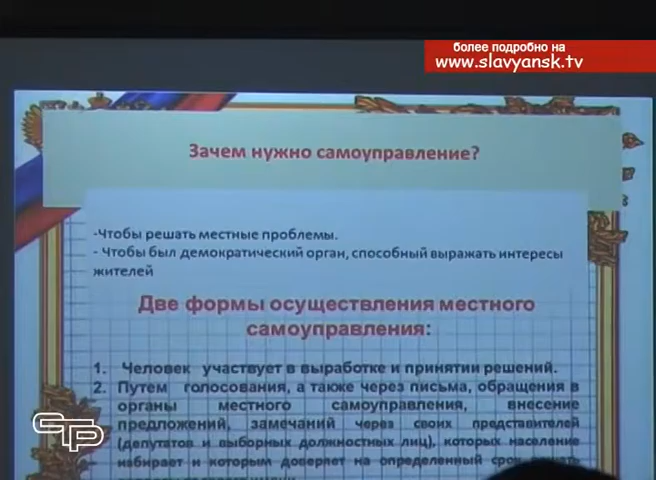 более подробно на
www.slavyansk.tv
Зачем нужно самоуправление?
-Чтобы решать местные проблемы.
- Чтобы был демократический орган, способный выражать интересы
жителей
Две формы осуществления местного
самоуправления:
1. Человек участвует в выработке и принятии решений.
2. Путем голосования, а также через письма, обращения в
органы местного самоуправления, внесение
предложений, замечаний через своих представителей
(депутатов и выборных должностных лиц), которых население
избирает и которым доверяет на определенный срок
СТР